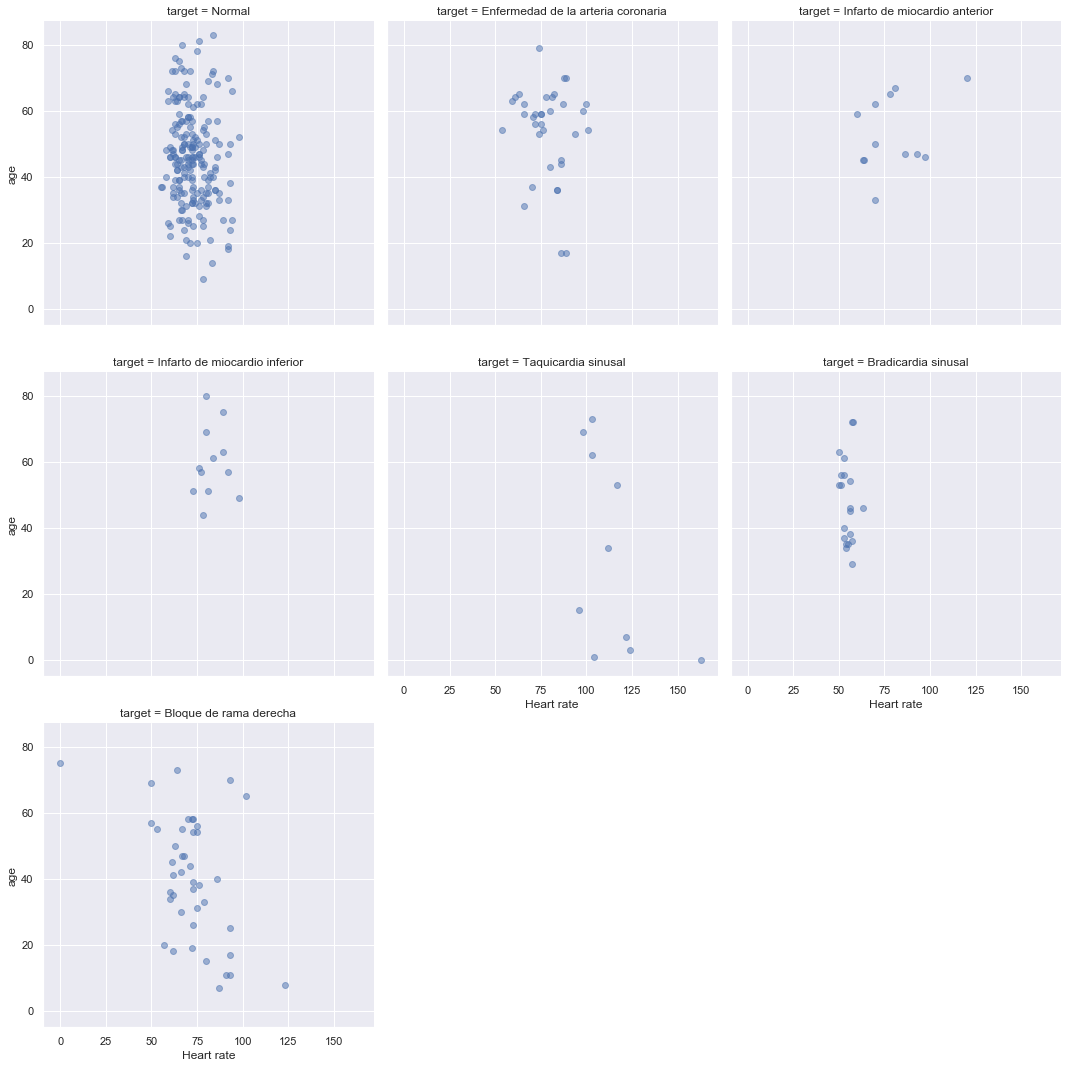 target = Normal
target = Enfermedad de la arteria coronaria
target = Infarto de miocardio anterior
80
60
40
20
0
age
target = Infarto de miocardio inferior
target = Taquicardia sinusal
target = Bradicardia sinusal
80
60
40
20
0
age
0 25 50 75 100 125 150
Heart rate
0 25 50 75 100 125 150
Heart rate
target = Bloque de rama derecha
80
60
40
20
0
age
0 25 50 75 100 125 150
Heart rate